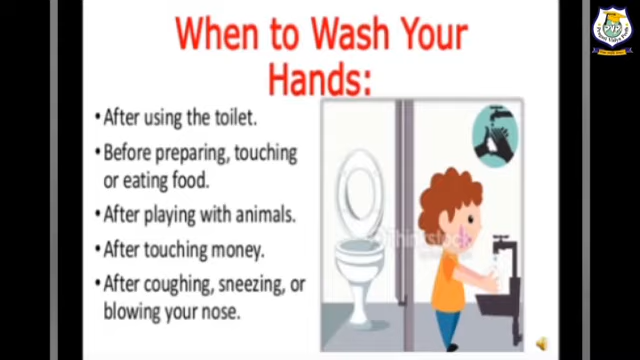 When to Wash Your
Hands:
• After using the toilet.
• Before preparing, touching
or eating food.
• After playing with animals.
• After touching money.
• After coughing, sneezing, or
blowing your nose.
Thinkstock